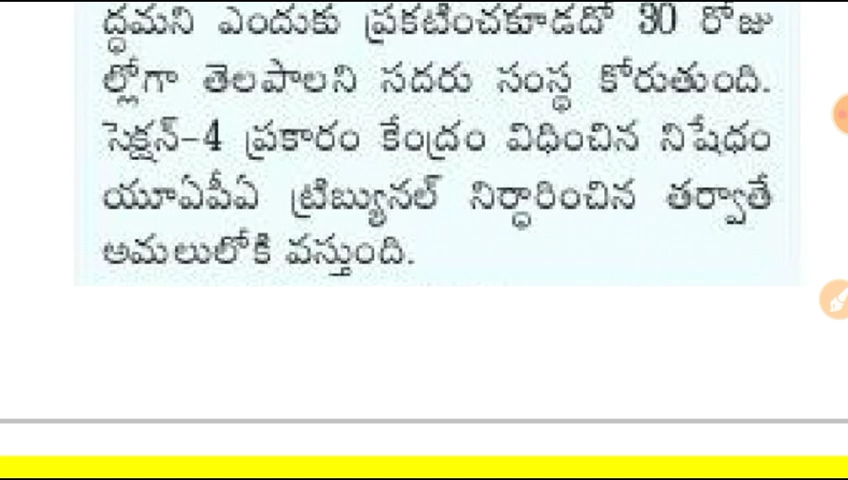 ద్ధమని ఎందుకు ప్రకటించకూడదో 30 రోజు
ల్లోగా తెలపాలని సదరు సంస్థ కోరుతుంది.
సెక్షన్-4 ప్రకారం కేంద్రం విధించిన నిషేధం
యూఏపీఏ ట్రిబ్యునల్ నిర్ధారించిన తర్వాతే
అమలులోకి వస్తుంది.